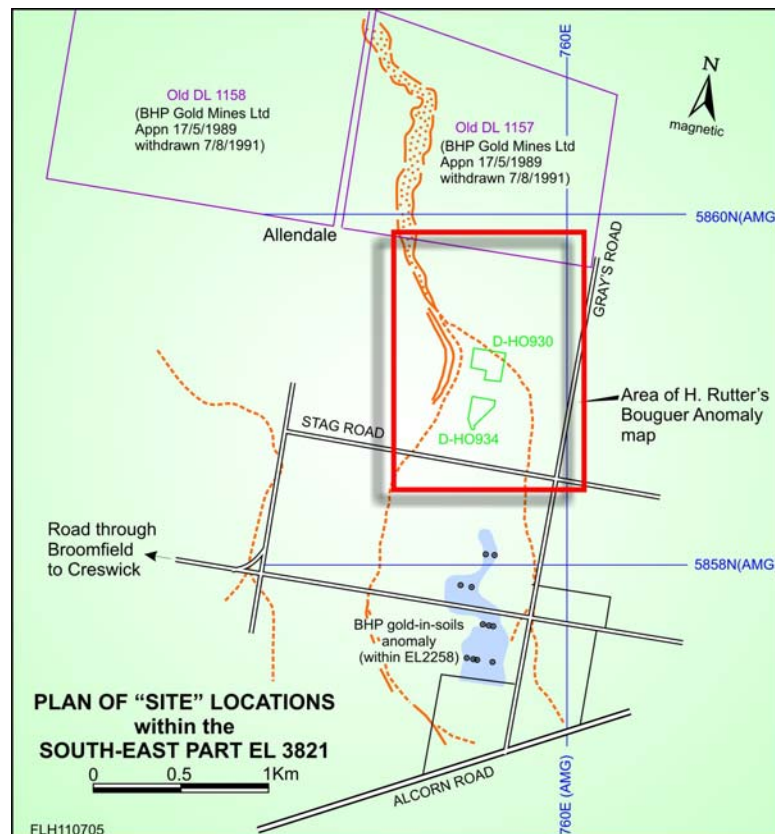 760E
N
magnetic
Old DL 1158
(BHP Gold Mines Ltd
Appn 17/5/1989
withdrawn 7/8/1991)
Old DL 1157
(BHP Gold Mines Ltd
Appn 17/5/1989
withdrawn 7/8/1991)
5860N(AMG)
Allendale
GRAY'S ROAD
D-HO930
D-HO934
Area of H. Rutter's
Bouguer Anomaly
map
STAG ROAD
Road through
Broomfield
to Creswick
5858N(AMG)
BHP gold-in-soils
anomaly
(within EL2258)
PLAN OF “SITE” LOCATIONS
within the
SOUTH-EAST PART EL 3821
0 0.5 1Km
ALCORN ROAD
760E (AMG)
FLH110705